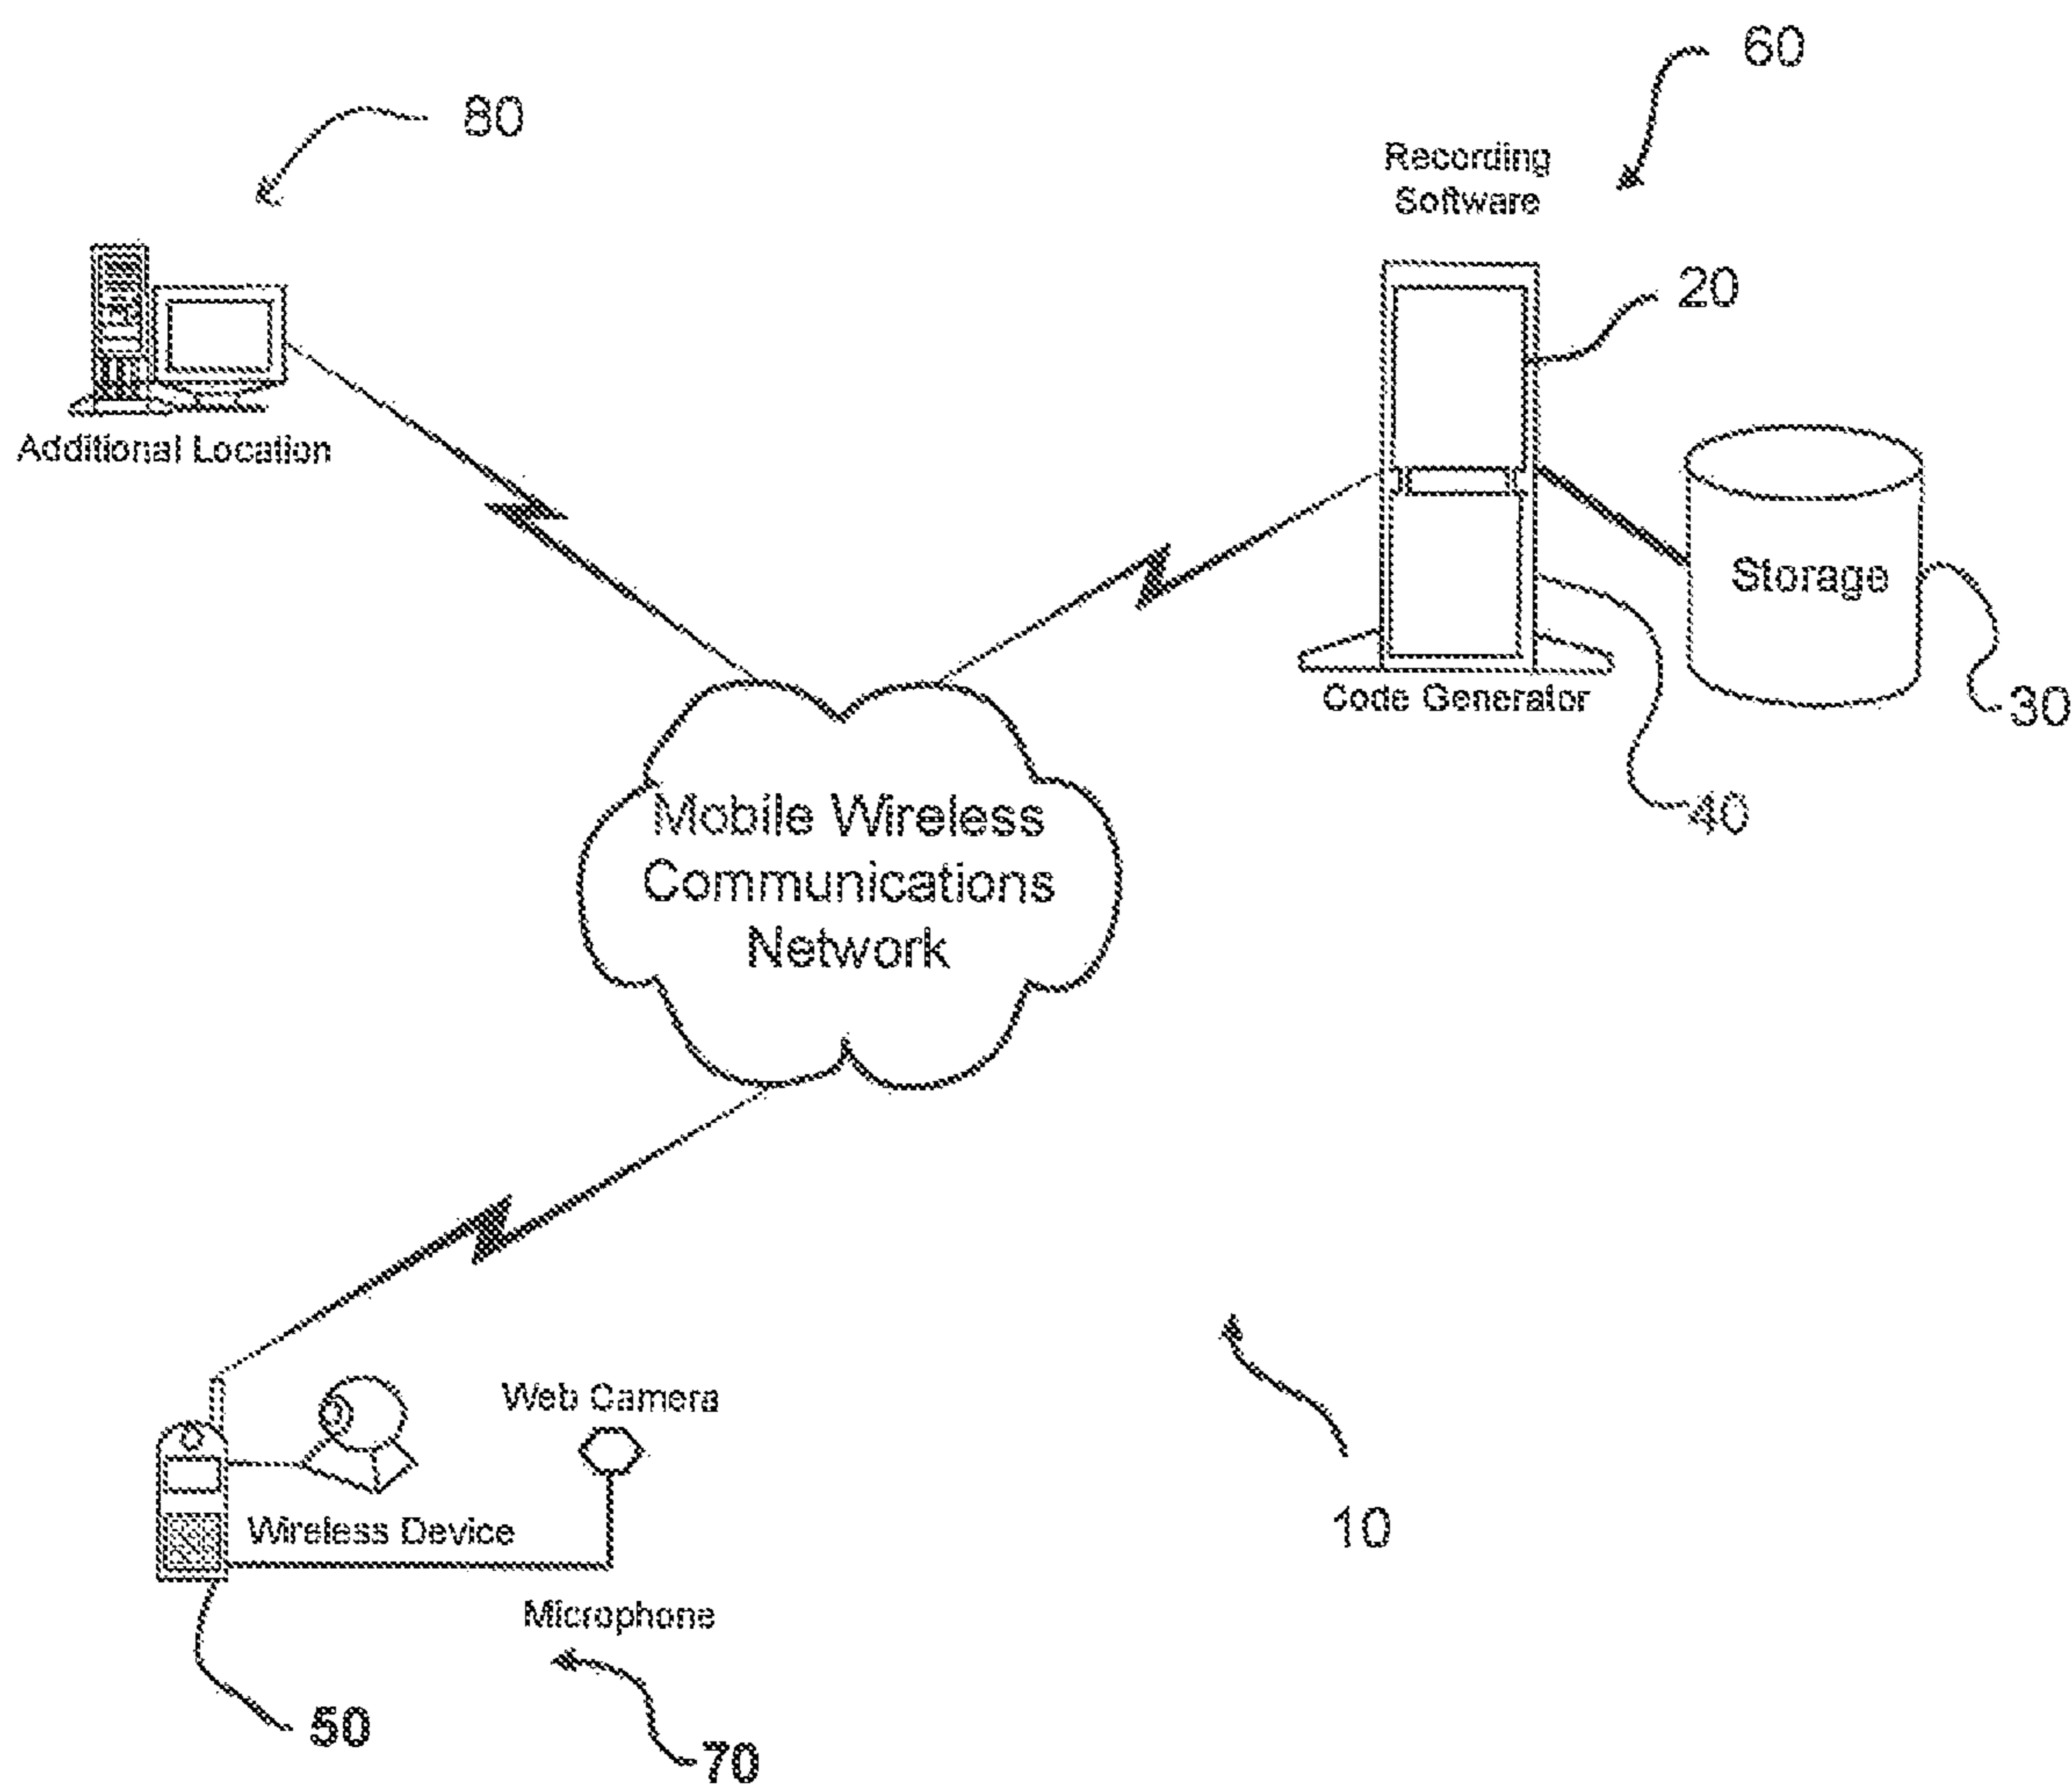 60
80
Recording
Software
20
Additional Location
Storage
Code Generator
30
40
Mobile Wireless
Communications
Network
Web Camera
10
Wireless Device
Microphone
50
70